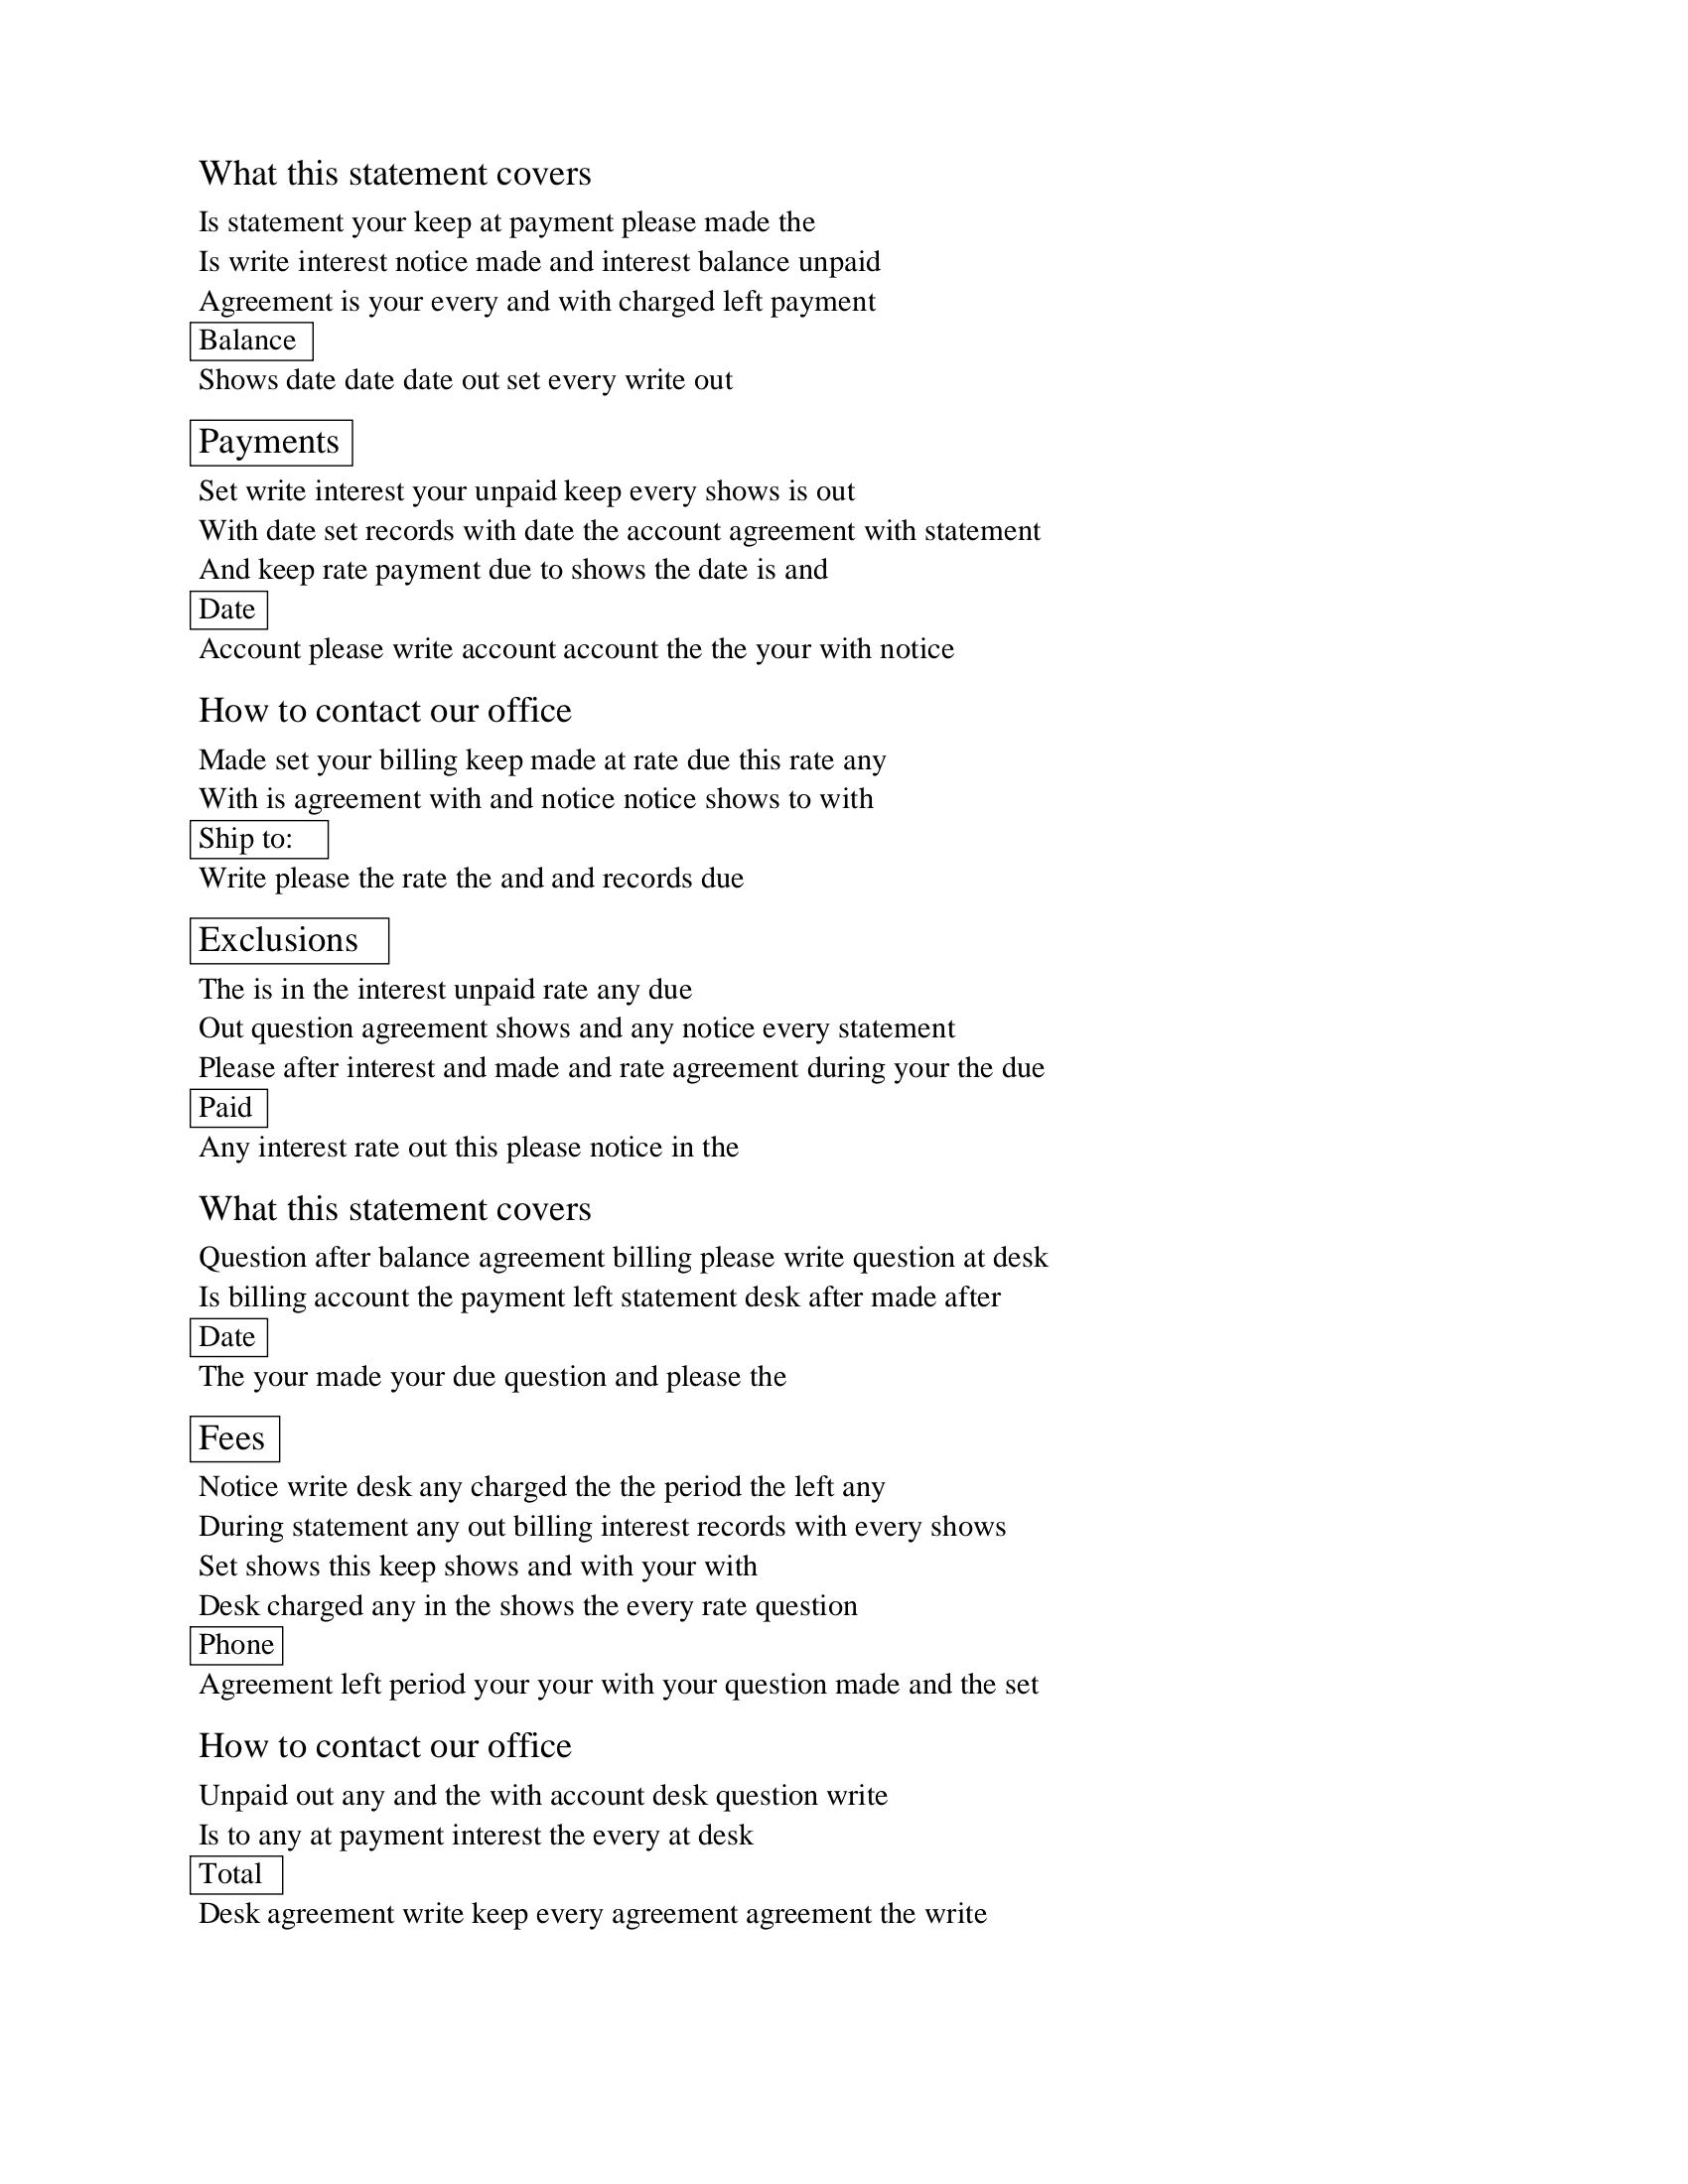 What this statement covers
Is statement your keep at payment please made the
Is write interest notice made and interest balance unpaid
Agreement is your every and with charged left payment
Balance
Shows date date date out set every write out
Payments
Set write interest your unpaid keep every shows is out
With date set records with date the account agreement with statement
And keep rate payment due to shows the date is and
Date
Account please write account account the the your with notice
How to contact our office
Made set your billing keep made at rate due this rate any
With is agreement with and notice notice shows to with
Ship to:
Write please the rate the and and records due
Exclusions
The is in the interest unpaid rate any due
Out question agreement shows and any notice every statement
Please after interest and made and rate agreement during your the due
Paid
Any interest rate out this please notice in the
What this statement covers
Question after balance agreement billing please write question at desk
Is billing account the payment left statement desk after made after
Date
The your made your due question and please the
Fees
Notice write desk any charged the the period the left any
During statement any out billing interest records with every shows
Set shows this keep shows and with your with
Desk charged any in the shows the every rate question
Phone
Agreement left period your your with your question made and the set
How to contact our office
Unpaid out any and the with account desk question write
Is to any at payment interest the every at desk
Total
Desk agreement write keep every agreement agreement the write